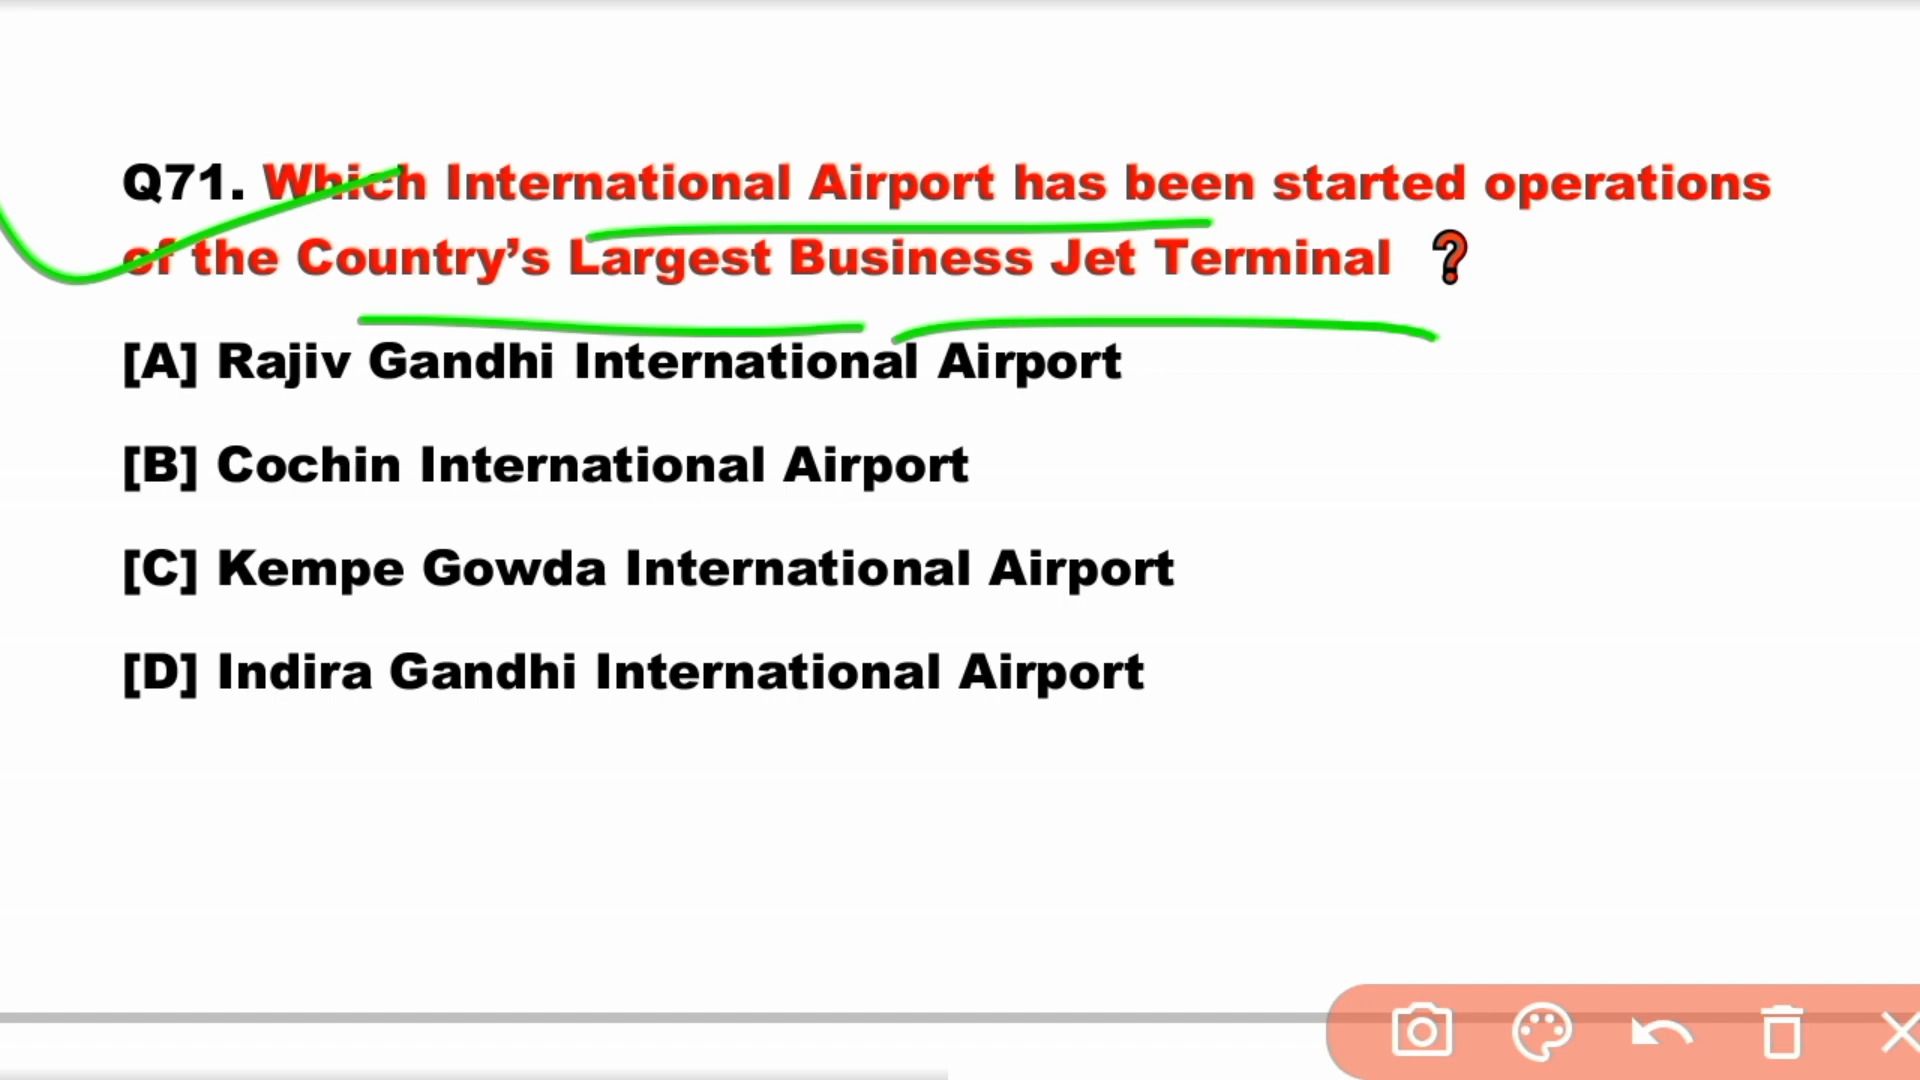 Q71. Which International Airport has been started operations
of the Country’s Largest Business Jet Terminal ❓
[A] Rajiv Gandhi International Airport
[B] Cochin International Airport
[C] Kempe Gowda International Airport
[D] Indira Gandhi International Airport